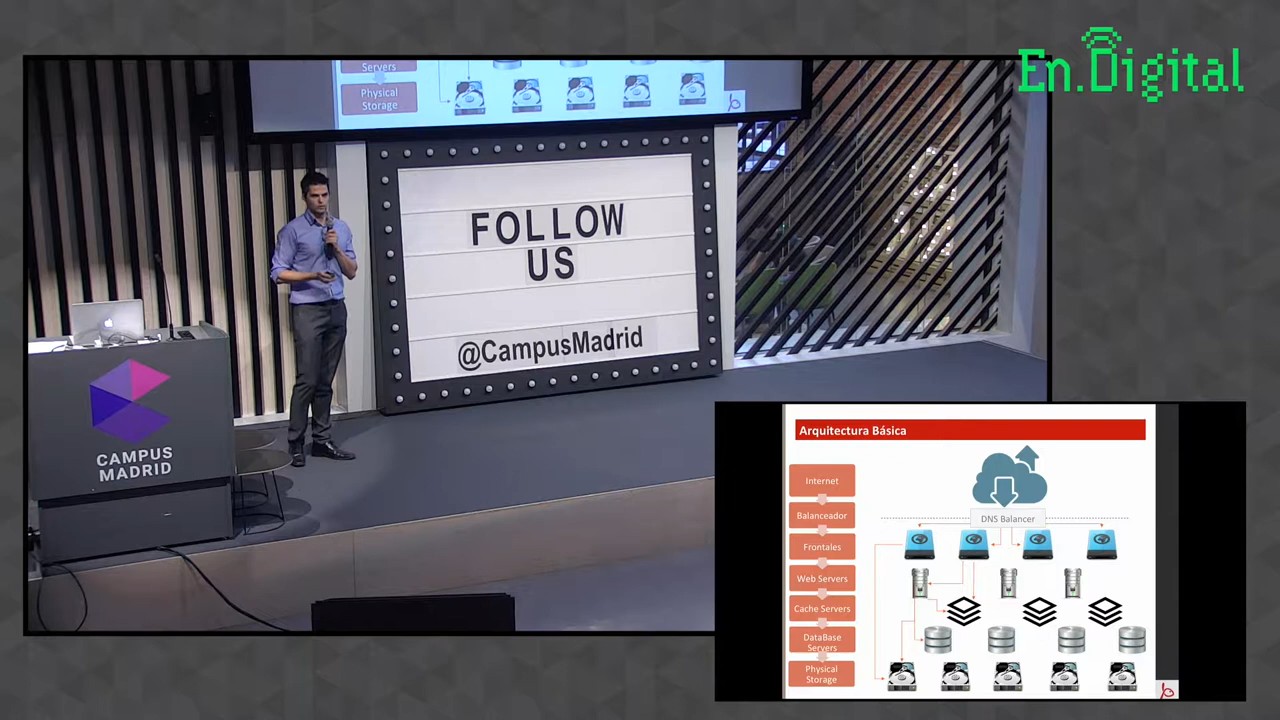 En.Digital
Servers
Physical
Storage
FOLLOW
US
@CampusMadrid
CAMPUS
MADRID
Arquitectura Básica
Internet
Balanceador
Frontales
Web Servers
Cache Servers
DataBase
Servers
Physical
Storage
DNS Balancer